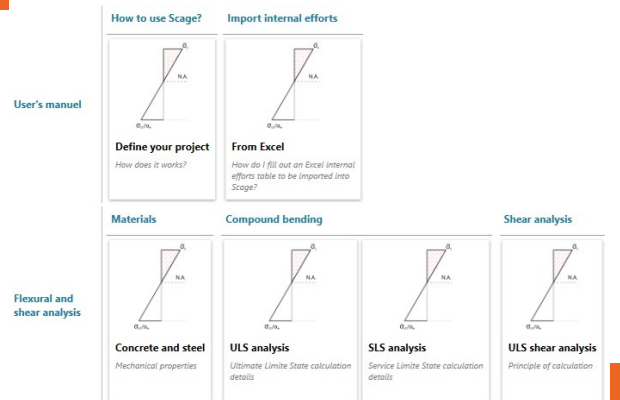 How to use Scage? Import internal efforts
N.A.
N.A.
User's manuel
Define your project
How does it works?
From Excel
How do I fill out an Excel internal
efforts table to be imported into
Scage?
Materials Compound bending Shear analysis
N.A.
N.A.
N.A.
N.A.
Flexural and
shear analysis
Concrete and steel
Mechanical properties
ULS analysis
Ultimate Limite State calculation
details
SLS analysis
Service Limite State calculation
details
ULS shear analysis
Principle of calculation